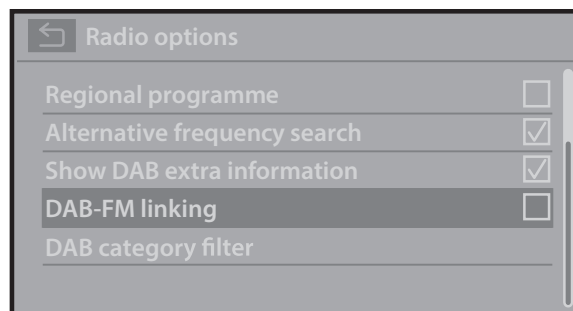 Radio options
Regional programme
Alternative frequency search
Show DAB extra information
DAB-FM linking
DAB category filter